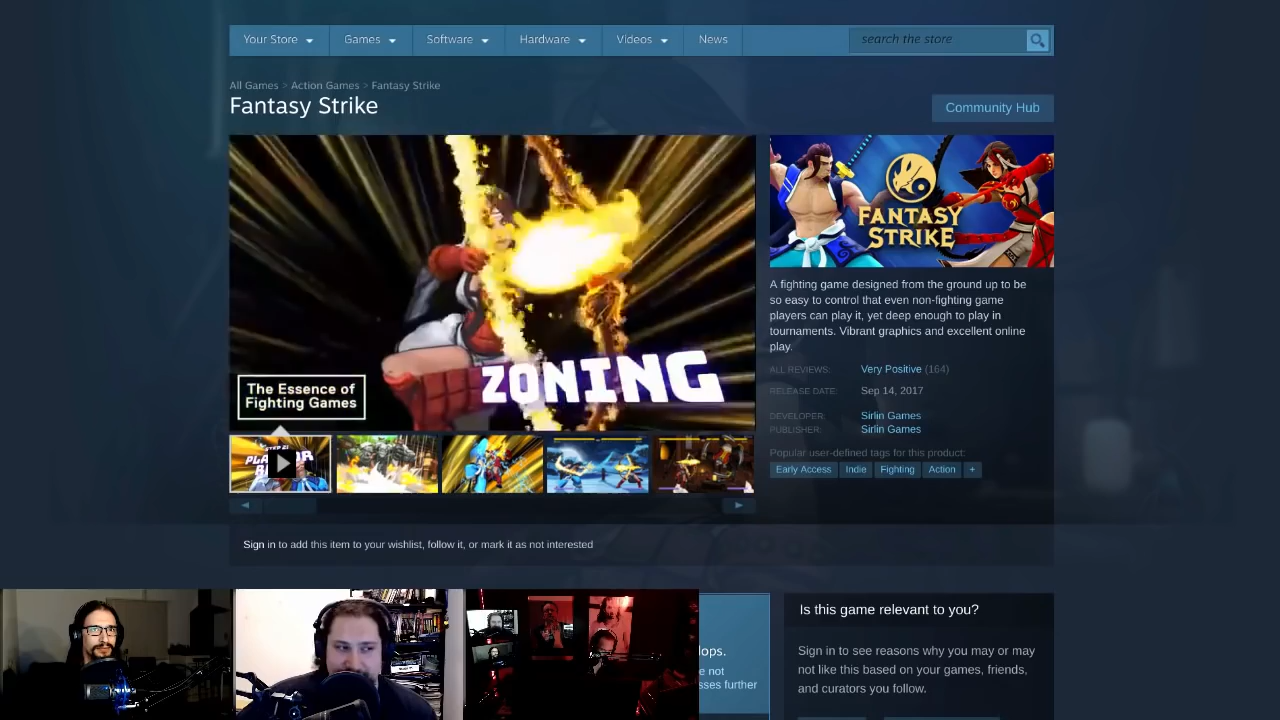 Your Store
Games
Software
Hardware
Videos
News
search the store
All Games > Action Games > Fantasy Strike
Fantasy Strike
Community Hub
ZONING
The Essence of
Fighting Games
FANTASY
STRIKE
A fighting game designed from the ground up to be
so easy to control that even non-fighting game
players can play it, yet deep enough to play in
tournaments. Vibrant graphics and excellent online
play.
ALL REVIEWS: Very Positive (164)
RELEASE DATE: Sep 14, 2017
DEVELOPER: Sirlin Games
PUBLISHER: Sirlin Games
Popular user-defined tags for this product:
Early Access
Indie
Fighting
Action
+
Sign in to add this item to your wishlist, follow it, or mark it as not interested
lops.
e not
sses further
Is this game relevant to you?
Sign in to see reasons why you may or may
not like this based on your games, friends,
and curators you follow.